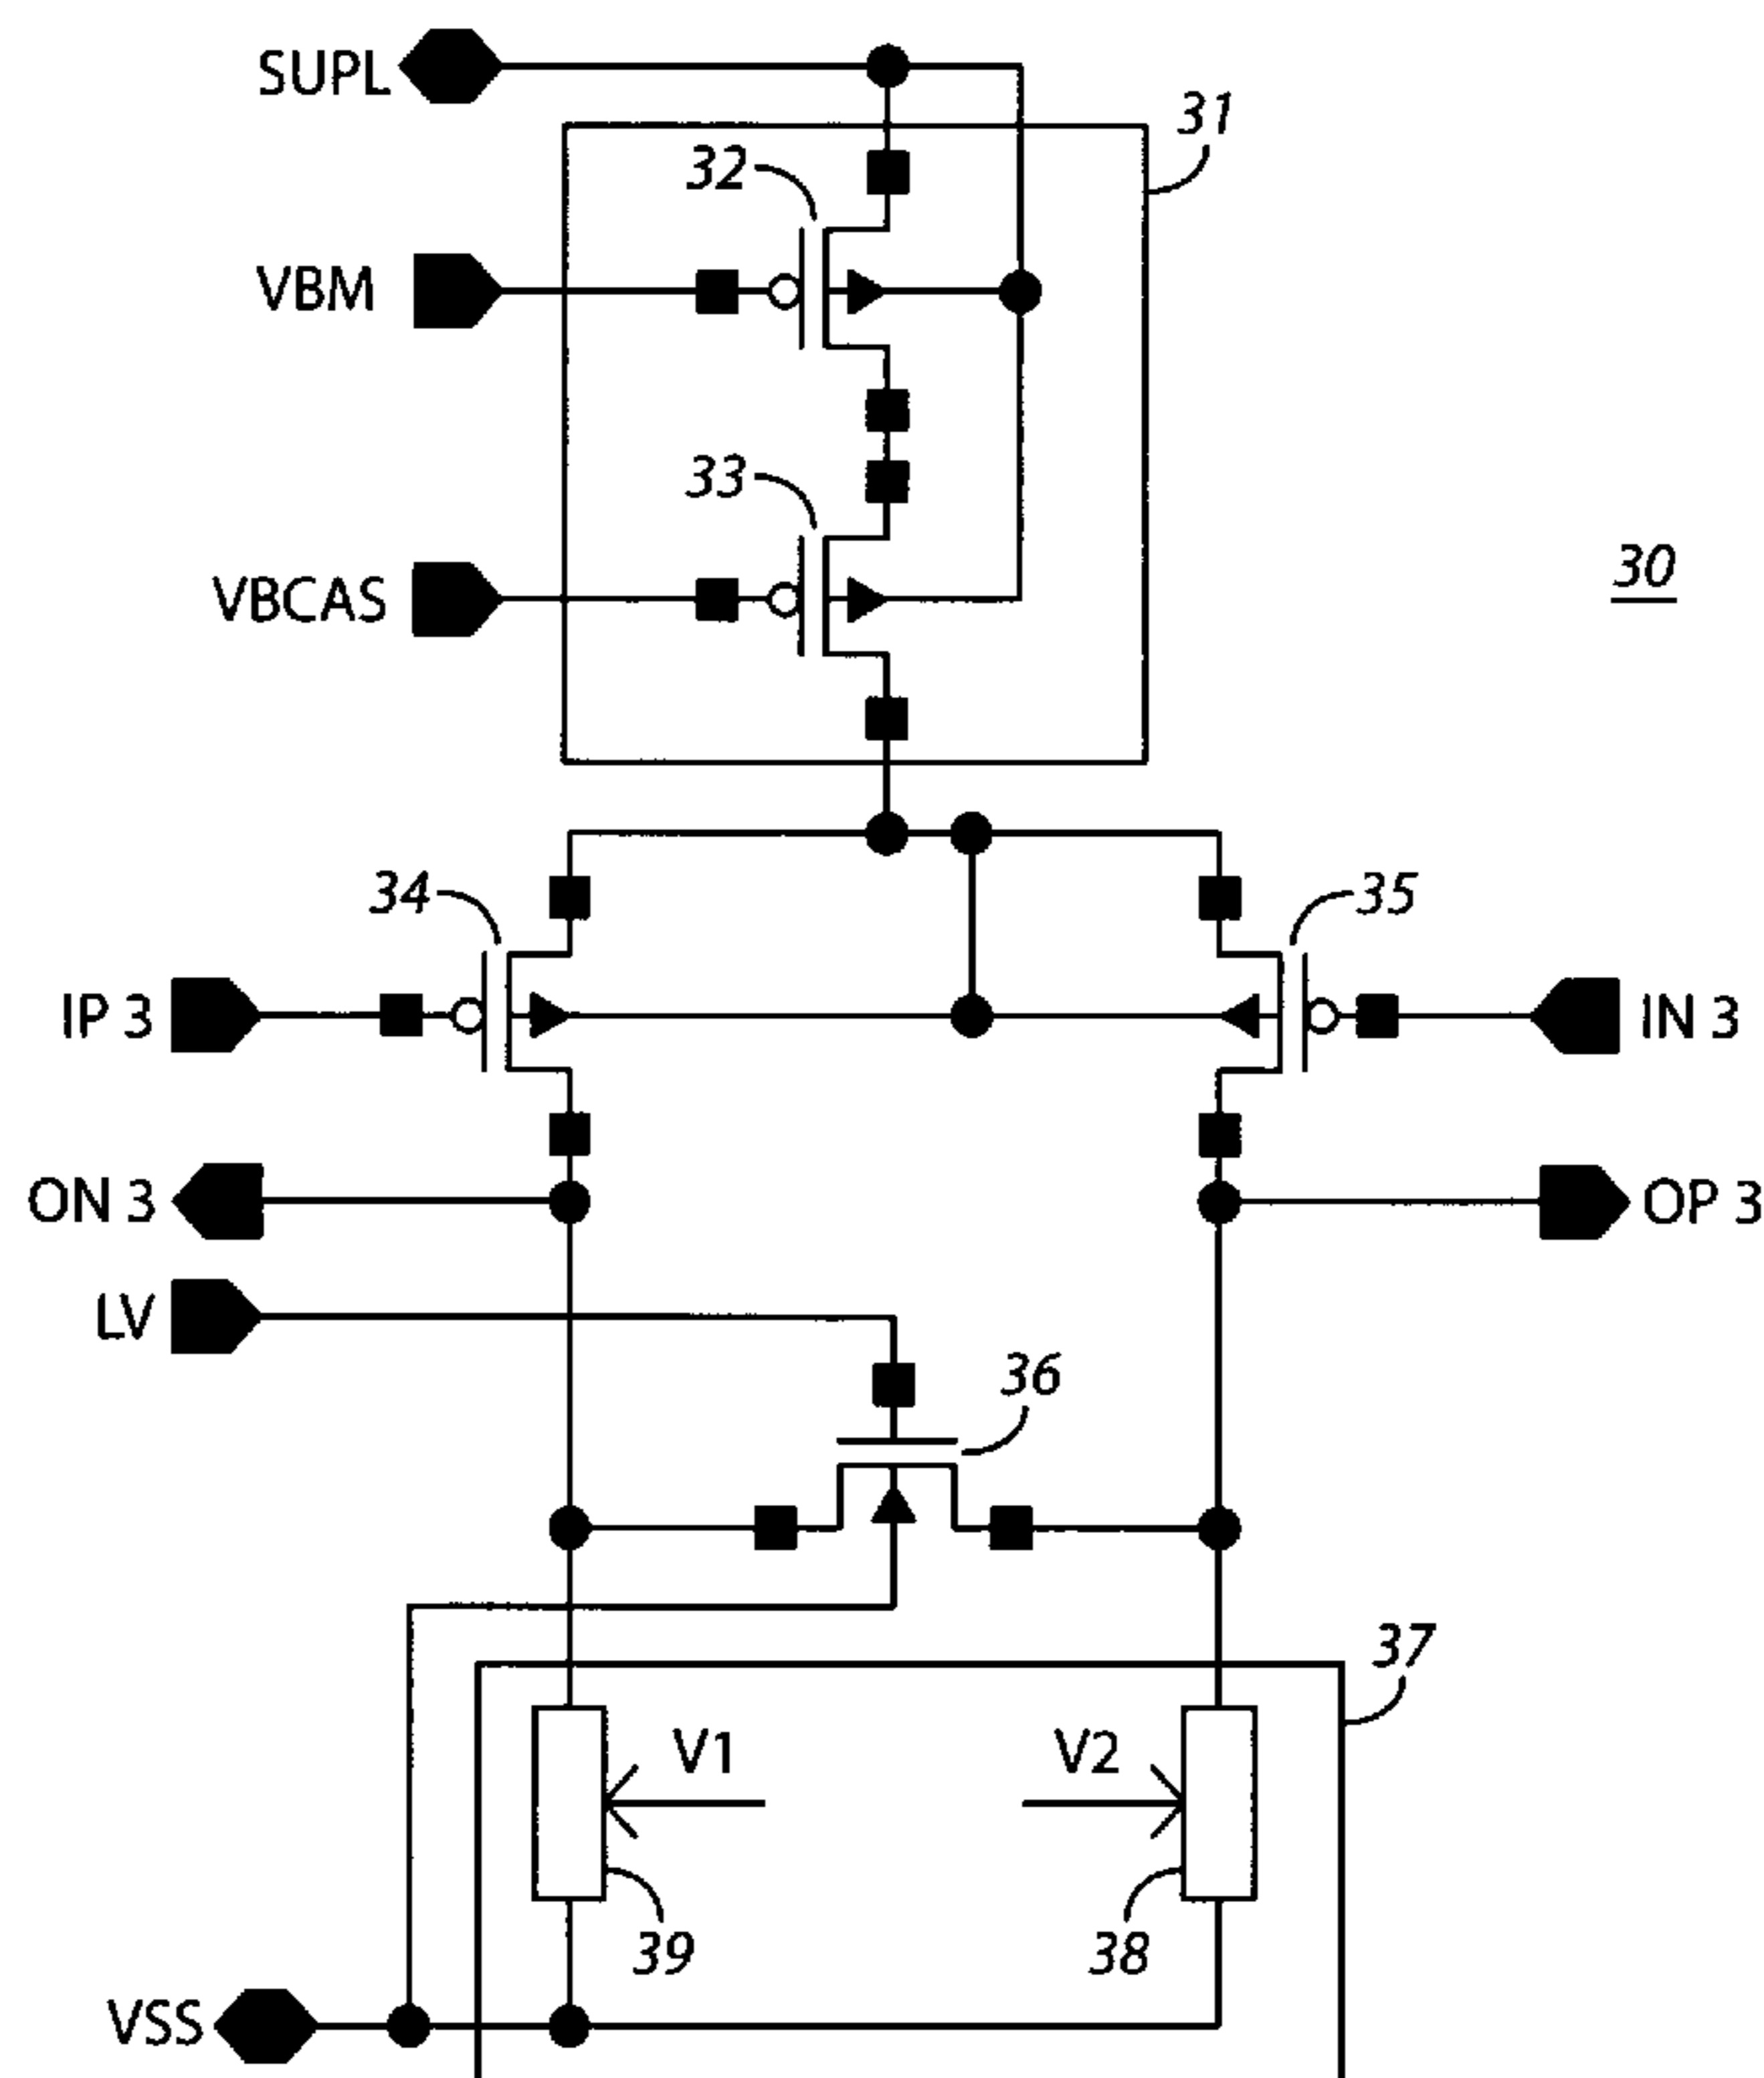 SUPL
31
32
VBM
33
VBCAS
30
34
35
IP 3
IN 3
ON 3
OP 3
LV
36
37
V1
V2
39
38
VSS